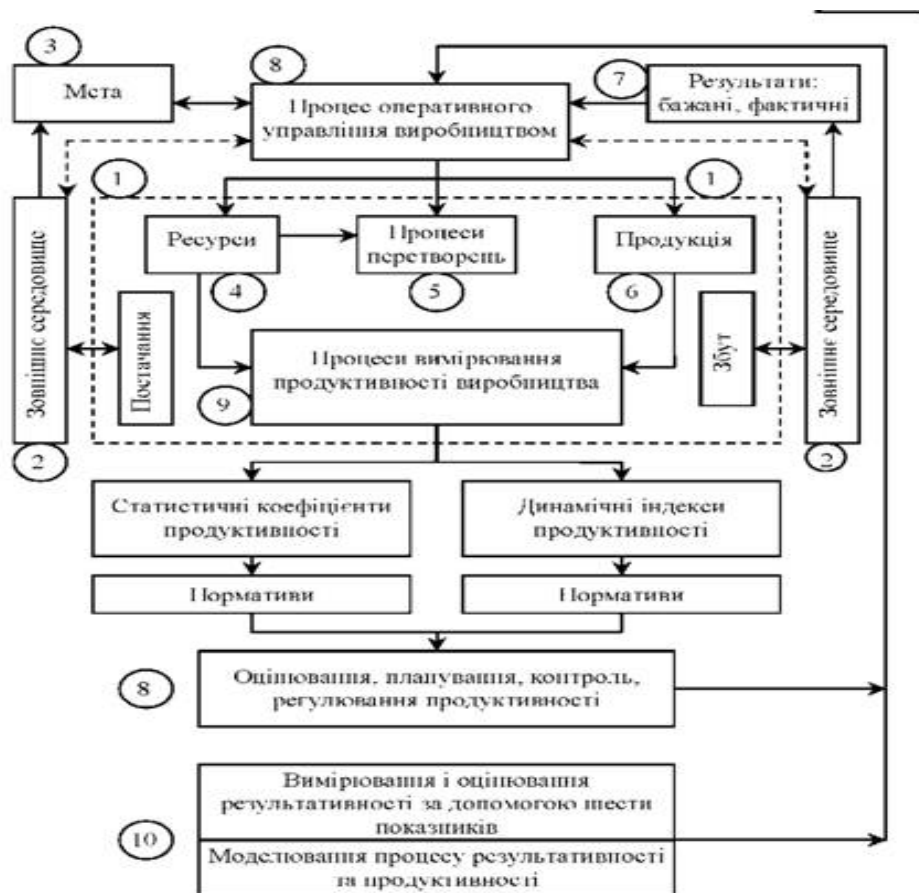 3
8
7
Мета
Процес оперативного
управління виробництвом
Результати:
бажані, фактичні
1
1
Ресурси
Процеси
перетворень
Продукція
4
5
6
Зовнішнє середовище
Постачання
Процеси вимірювання
продуктивності виробництва
Збут
Зовнішнє середовище
9
2
2
Статистичні коефіцієнти
продуктивності
Динамічні індекси
продуктивності
Нормативи
Нормативи
8
Оцінювання, планування, контроль,
регулювання продуктивності
10
Вимірювання і оцінювання
результативності за допомогою шести
показників
Моделювання процесу результативності
та продуктивності